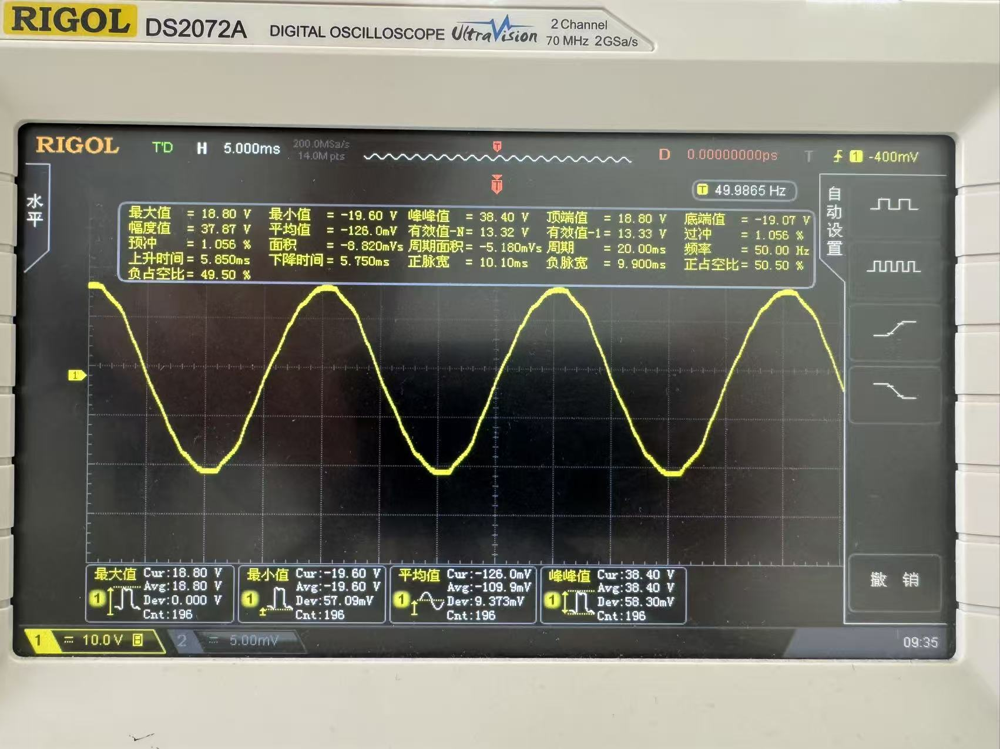 RIGOL DS2072A DIGITAL OSCILLOSCOPE UltraVision 2 Channel
70 MHz 2GSa/s
RIGOL T'D H 5.000ms 200.0MSa/s
14.0M pts
D 0.00000000ps T 1 -400mV
水平
T 49.9865 Hz
自动设置
最大值 = 18.80 V 最小值 = -19.60 V 峰峰值 = 38.40 V 顶端值 = 18.80 V 底端值 = -19.07 V
幅度值 = 37.87 V 平均值 = -126.0mV 有效值-N= 13.32 V 有效值-1= 13.33 V 过冲 = 1.056 %
预冲 = 1.056 % 面积 = -8.820mVs 周期面积= -5.180mVs 周期 = 20.00ms 频率 = 50.00 Hz
上升时间= 5.850ms 下降时间= 5.750ms 正脉宽 = 10.10ms 负脉宽 = 9.900ms 正占空比= 50.50 %
负占空比= 49.50 %
1
最大值 Cur:18.80 V
Avg:18.80 V
1 Dev:0.000 V
Cnt:196
最小值 Cur:-19.60 V
Avg:-19.60 V
1 Dev:57.09mV
Cnt:196
平均值 Cur:-126.0mV
Avg:-109.9mV
1 Dev:9.373mV
Cnt:196
峰峰值 Cur:38.40 V
Avg:38.40 V
1 Dev:58.30mV
Cnt:196
撤 销
1 10.0 V B 2 5.00mV 09:35